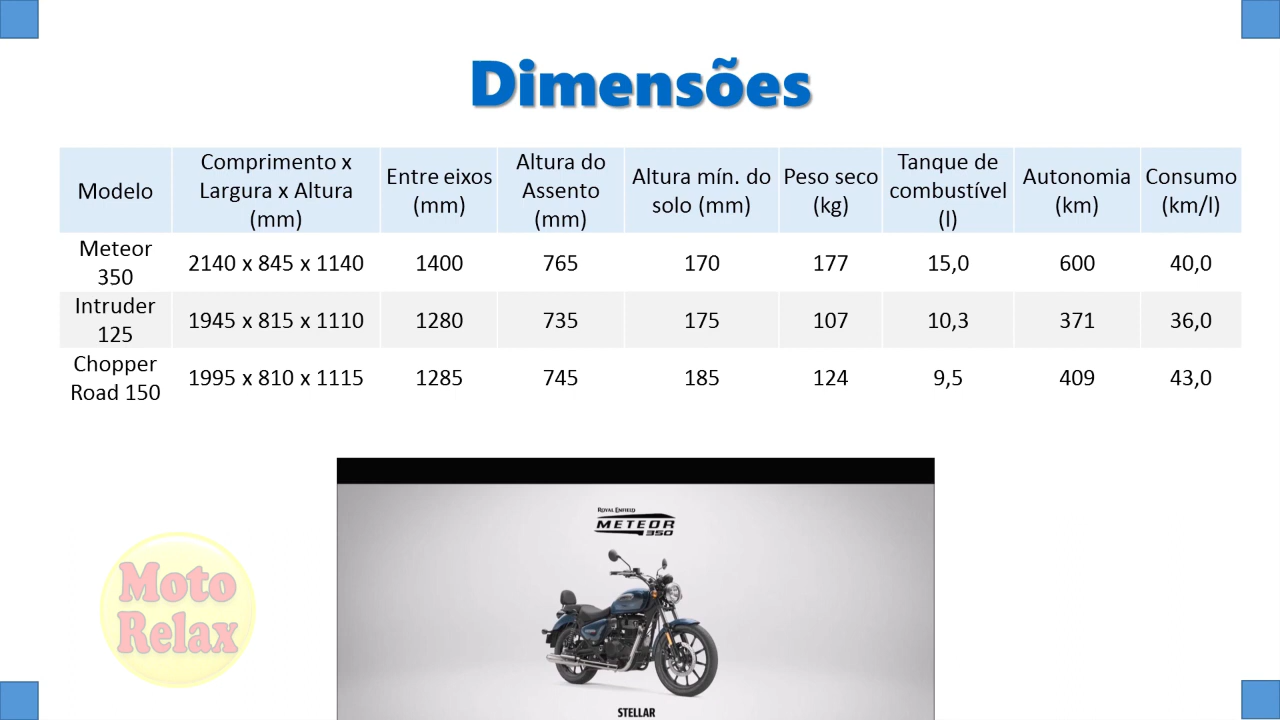 Dimensões
Modelo
Comprimento x
Largura x Altura
(mm)
Entre eixos
(mm)
Altura do
Assento
(mm)
Altura mín. do
solo (mm)
Peso seco
(kg)
Tanque de
combustível
(l)
Autonomia
(km)
Consumo
(km/l)
Meteor
350
2140 x 845 x 1140
1400
765
170
177
15,0
600
40,0
Intruder
125
1945 x 815 x 1110
1280
735
175
107
10,3
371
36,0
Chopper
Road 150
1995 x 810 x 1115
1285
745
185
124
9,5
409
43,0
ROYAL ENFIELD
METEOR
350
Moto
Relax
STELLAR